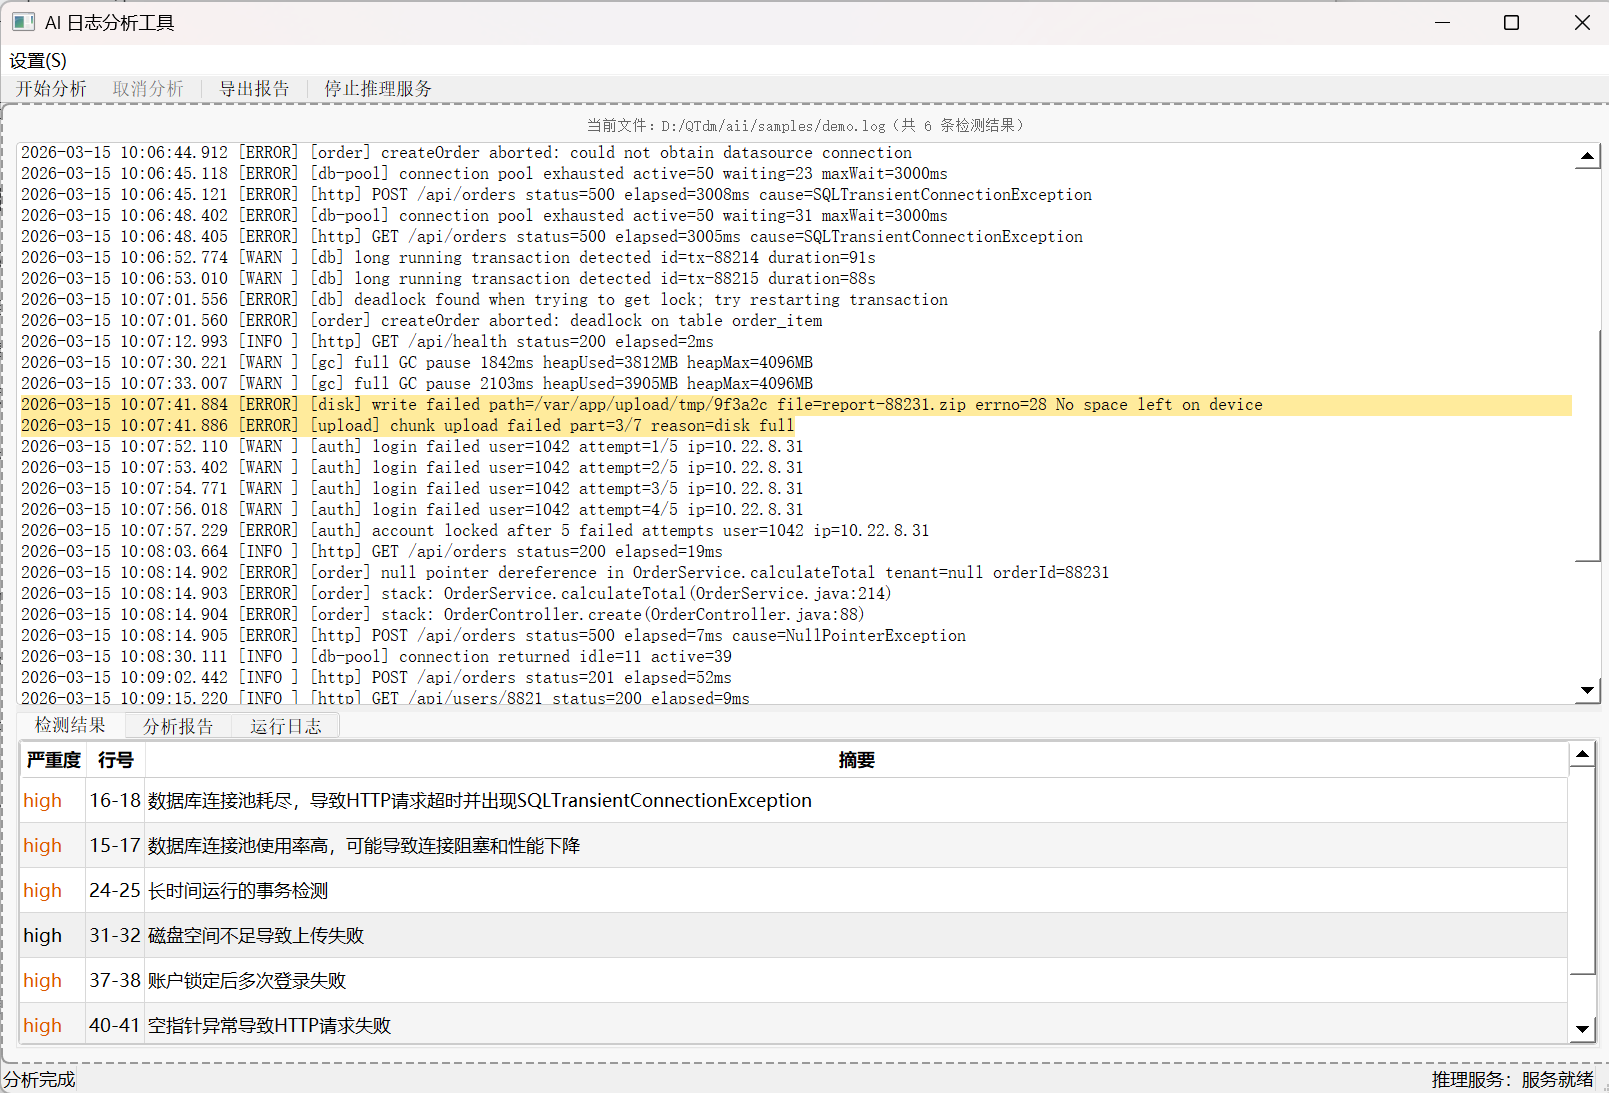 AI 日志分析工具
设置(S)
开始分析 取消分析 导出报告 停止推理服务
当前文件：D:/QTdm/aii/samples/demo.log（共 6 条检测结果）
2026-03-15 10:06:44.912 [ERROR] [order] createOrder aborted: could not obtain datasource connection
2026-03-15 10:06:45.118 [ERROR] [db-pool] connection pool exhausted active=50 waiting=23 maxWait=3000ms
2026-03-15 10:06:45.121 [ERROR] [http] POST /api/orders status=500 elapsed=3008ms cause=SQLTransientConnectionException
2026-03-15 10:06:48.402 [ERROR] [db-pool] connection pool exhausted active=50 waiting=31 maxWait=3000ms
2026-03-15 10:06:48.405 [ERROR] [http] GET /api/orders status=500 elapsed=3005ms cause=SQLTransientConnectionException
2026-03-15 10:06:52.774 [WARN ] [db] long running transaction detected id=tx-88214 duration=91s
2026-03-15 10:06:53.010 [WARN ] [db] long running transaction detected id=tx-88215 duration=88s
2026-03-15 10:07:01.556 [ERROR] [db] deadlock found when trying to get lock; try restarting transaction
2026-03-15 10:07:01.560 [ERROR] [order] createOrder aborted: deadlock on table order_item
2026-03-15 10:07:12.993 [INFO ] [http] GET /api/health status=200 elapsed=2ms
2026-03-15 10:07:30.221 [WARN ] [gc] full GC pause 1842ms heapUsed=3812MB heapMax=4096MB
2026-03-15 10:07:33.007 [WARN ] [gc] full GC pause 2103ms heapUsed=3905MB heapMax=4096MB
2026-03-15 10:07:41.884 [ERROR] [disk] write failed path=/var/app/upload/tmp/9f3a2c file=report-88231.zip errno=28 No space left on device
2026-03-15 10:07:41.886 [ERROR] [upload] chunk upload failed part=3/7 reason=disk full
2026-03-15 10:07:52.110 [WARN ] [auth] login failed user=1042 attempt=1/5 ip=10.22.8.31
2026-03-15 10:07:53.402 [WARN ] [auth] login failed user=1042 attempt=2/5 ip=10.22.8.31
2026-03-15 10:07:54.771 [WARN ] [auth] login failed user=1042 attempt=3/5 ip=10.22.8.31
2026-03-15 10:07:56.018 [WARN ] [auth] login failed user=1042 attempt=4/5 ip=10.22.8.31
2026-03-15 10:07:57.229 [ERROR] [auth] account locked after 5 failed attempts user=1042 ip=10.22.8.31
2026-03-15 10:08:03.664 [INFO ] [http] GET /api/orders status=200 elapsed=19ms
2026-03-15 10:08:14.902 [ERROR] [order] null pointer dereference in OrderService.calculateTotal tenant=null orderId=88231
2026-03-15 10:08:14.903 [ERROR] [order] stack: OrderService.calculateTotal(OrderService.java:214)
2026-03-15 10:08:14.904 [ERROR] [order] stack: OrderController.create(OrderController.java:88)
2026-03-15 10:08:14.905 [ERROR] [http] POST /api/orders status=500 elapsed=7ms cause=NullPointerException
2026-03-15 10:08:30.111 [INFO ] [db-pool] connection returned idle=11 active=39
2026-03-15 10:09:02.442 [INFO ] [http] POST /api/orders status=201 elapsed=52ms
2026-03-15 10:09:15.220 [INFO ] [http] GET /api/users/8821 status=200 elapsed=9ms
检测结果 分析报告 运行日志
严重度 行号 摘要
high 16-18 数据库连接池耗尽，导致HTTP请求超时并出现SQLTransientConnectionException
high 15-17 数据库连接池使用率高，可能导致连接阻塞和性能下降
high 24-25 长时间运行的事务检测
high 31-32 磁盘空间不足导致上传失败
high 37-38 账户锁定后多次登录失败
high 40-41 空指针异常导致HTTP请求失败
分析完成 推理服务：服务就绪